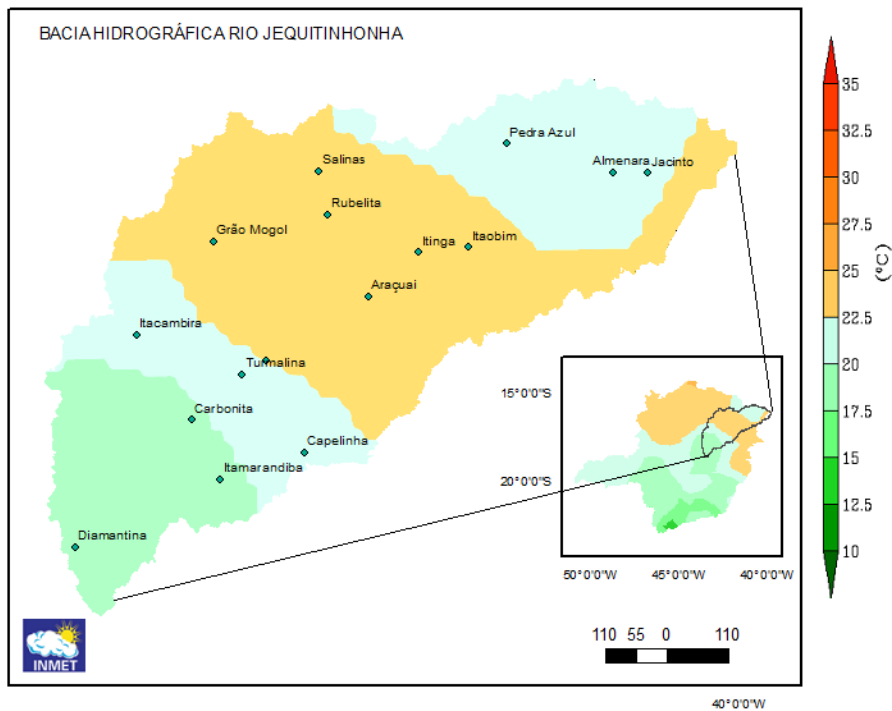 BACIA HIDROGRÁFICA RIO JEQUITINHONHA
Pedra Azul
Salinas
Almenara
Jacinto
Rubelita
Grão Mogol
Itinga
Itaobim
Araçuai
Itacambira
Turmalina
Carbonita
Capelinha
Itamarandiba
Diamantina
35
32.5
30
27.5
25
22.5
20
17.5
15
12.5
10
(°C)
15°0'0"S
20°0'0"S
50°0'0"W
45°0'0"W
40°0'0"W
110 55 0 110
INMET
40°0'0"W